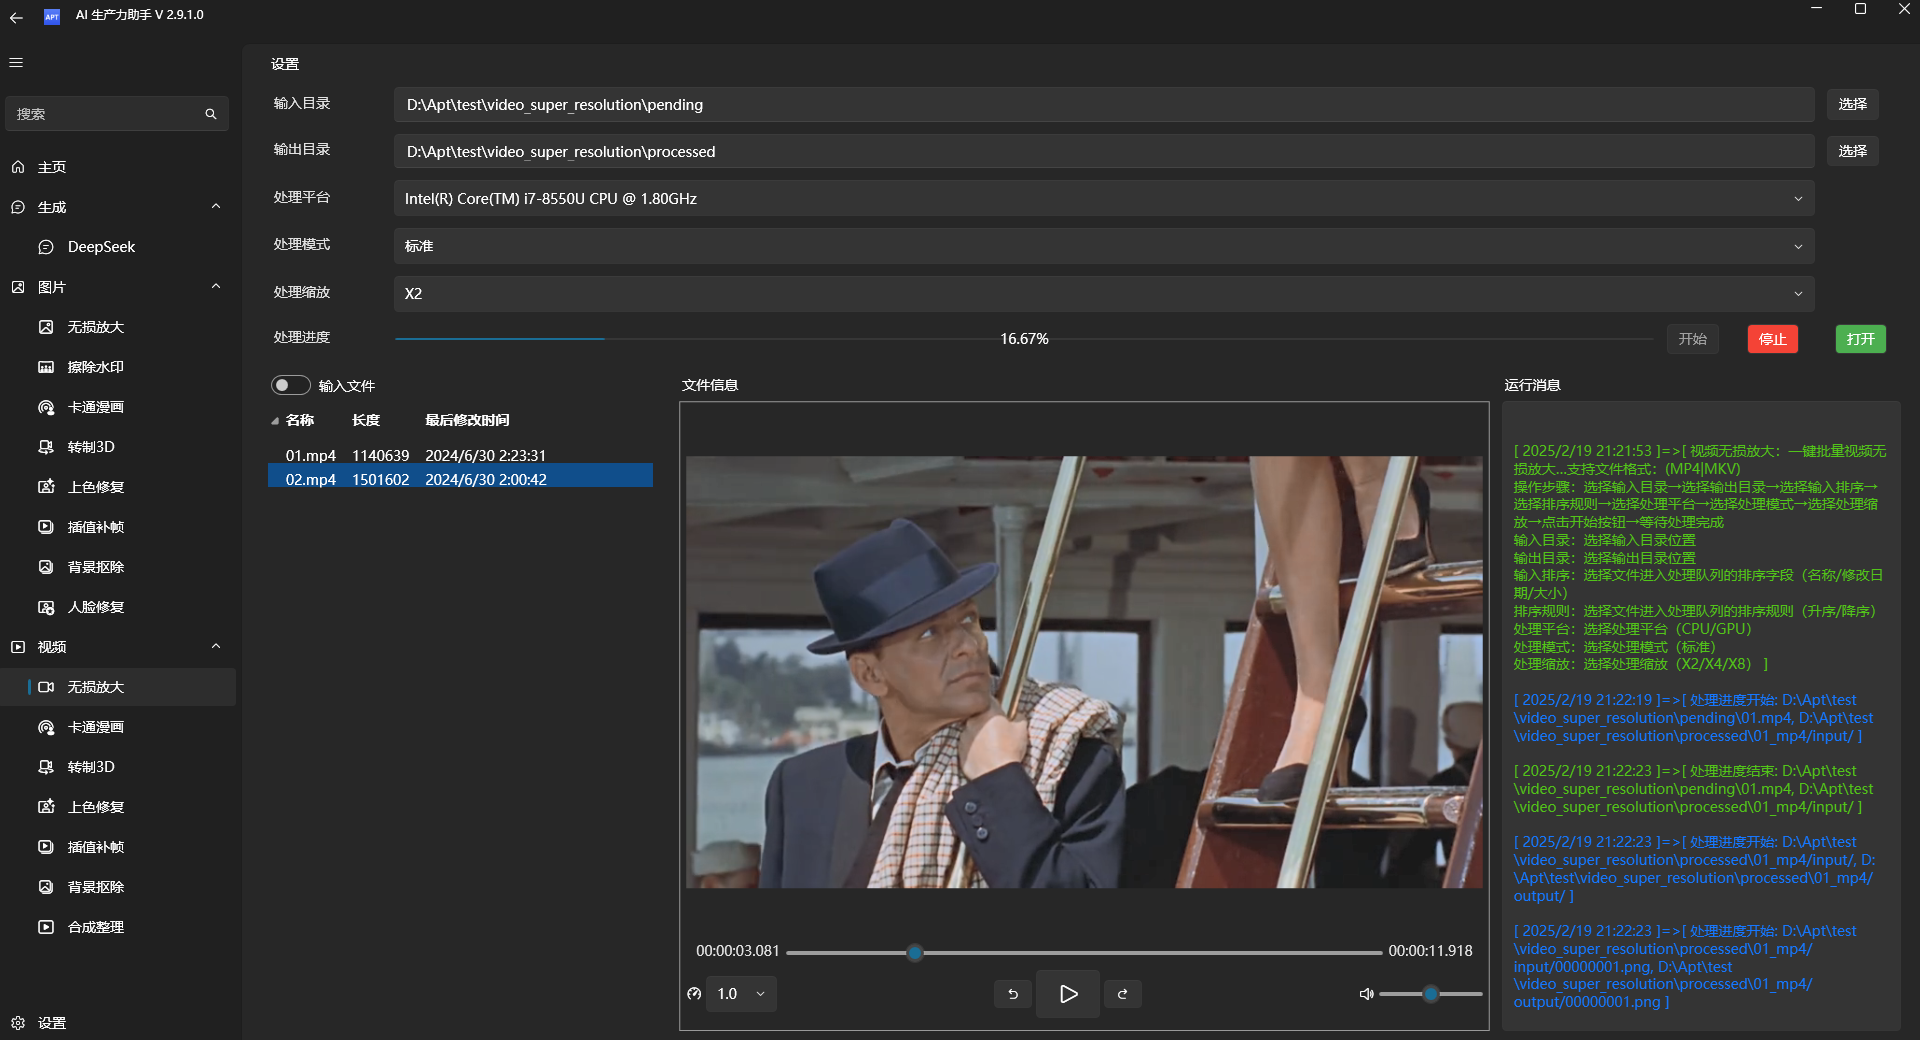 APT
AI 生产力助手 V 2.9.1.0
搜索
主页
生成
DeepSeek
图片
无损放大
擦除水印
卡通漫画
转制3D
上色修复
插值补帧
背景抠除
人脸修复
视频
无损放大
卡通漫画
转制3D
上色修复
插值补帧
背景抠除
合成整理
设置
设置
输入目录
D:\Apt\test\video_super_resolution\pending
选择
输出目录
D:\Apt\test\video_super_resolution\processed
选择
处理平台
Intel(R) Core(TM) i7-8550U CPU @ 1.80GHz
处理模式
标准
处理缩放
X2
处理进度
16.67%
开始
停止
打开
输入文件
名称 长度 最后修改时间
01.mp4 1140639 2024/6/30 2:23:31
02.mp4 1501602 2024/6/30 2:00:42
文件信息
00:00:03.081
00:00:11.918
1.0
运行消息
[ 2025/2/19 21:21:53 ]=>[ 视频无损放大：一键批量视频无
损放大...支持文件格式：(MP4|MKV)
操作步骤：选择输入目录→选择输出目录→选择输入排序→
选择排序规则→选择处理平台→选择处理模式→选择处理缩
放→点击开始按钮→等待处理完成
输入目录：选择输入目录位置
输出目录：选择输出目录位置
输入排序：选择文件进入处理队列的排序字段（名称/修改日
期/大小）
排序规则：选择文件进入处理队列的排序规则（升序/降序）
处理平台：选择处理平台（CPU/GPU）
处理模式：选择处理模式（标准）
处理缩放：选择处理缩放（X2/X4/X8） ]
[ 2025/2/19 21:22:19 ]=>[ 处理进度开始: D:\Apt\test
\video_super_resolution\pending\01.mp4, D:\Apt\test
\video_super_resolution\processed\01_mp4/input/ ]
[ 2025/2/19 21:22:23 ]=>[ 处理进度结束: D:\Apt\test
\video_super_resolution\pending\01.mp4, D:\Apt\test
\video_super_resolution\processed\01_mp4/input/ ]
[ 2025/2/19 21:22:23 ]=>[ 处理进度开始: D:\Apt\test
\video_super_resolution\processed\01_mp4/input/, D:
\Apt\test\video_super_resolution\processed\01_mp4/
output/ ]
[ 2025/2/19 21:22:23 ]=>[ 处理进度开始: D:\Apt\test
\video_super_resolution\processed\01_mp4/
input/00000001.png, D:\Apt\test
\video_super_resolution\processed\01_mp4/
output/00000001.png ]